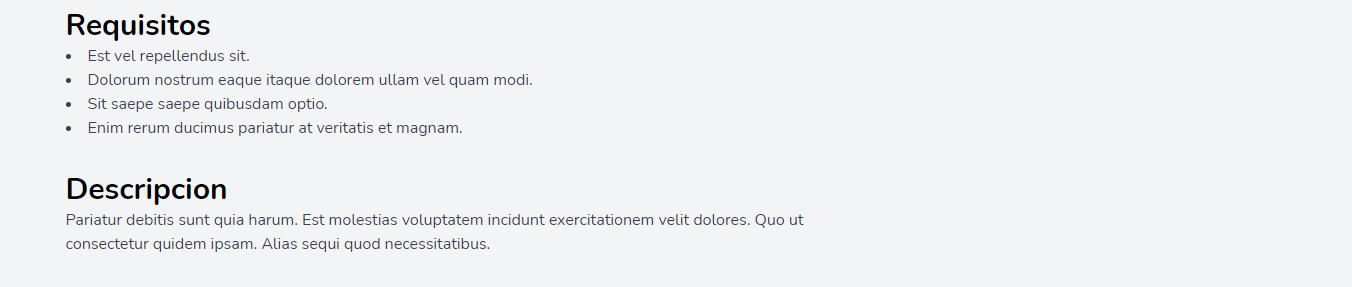 Requisitos
• Est vel repellendus sit.
• Dolorum nostrum eaque itaque dolorem ullam vel quam modi.
• Sit saepe saepe quibusdam optio.
• Enim rerum ducimus pariatur at veritatis et magnam.
Descripcion
Pariatur debitis sunt quia harum. Est molestias voluptatem incidunt exercitationem velit dolores. Quo ut
consectetur quidem ipsam. Alias sequi quod necessitatibus.